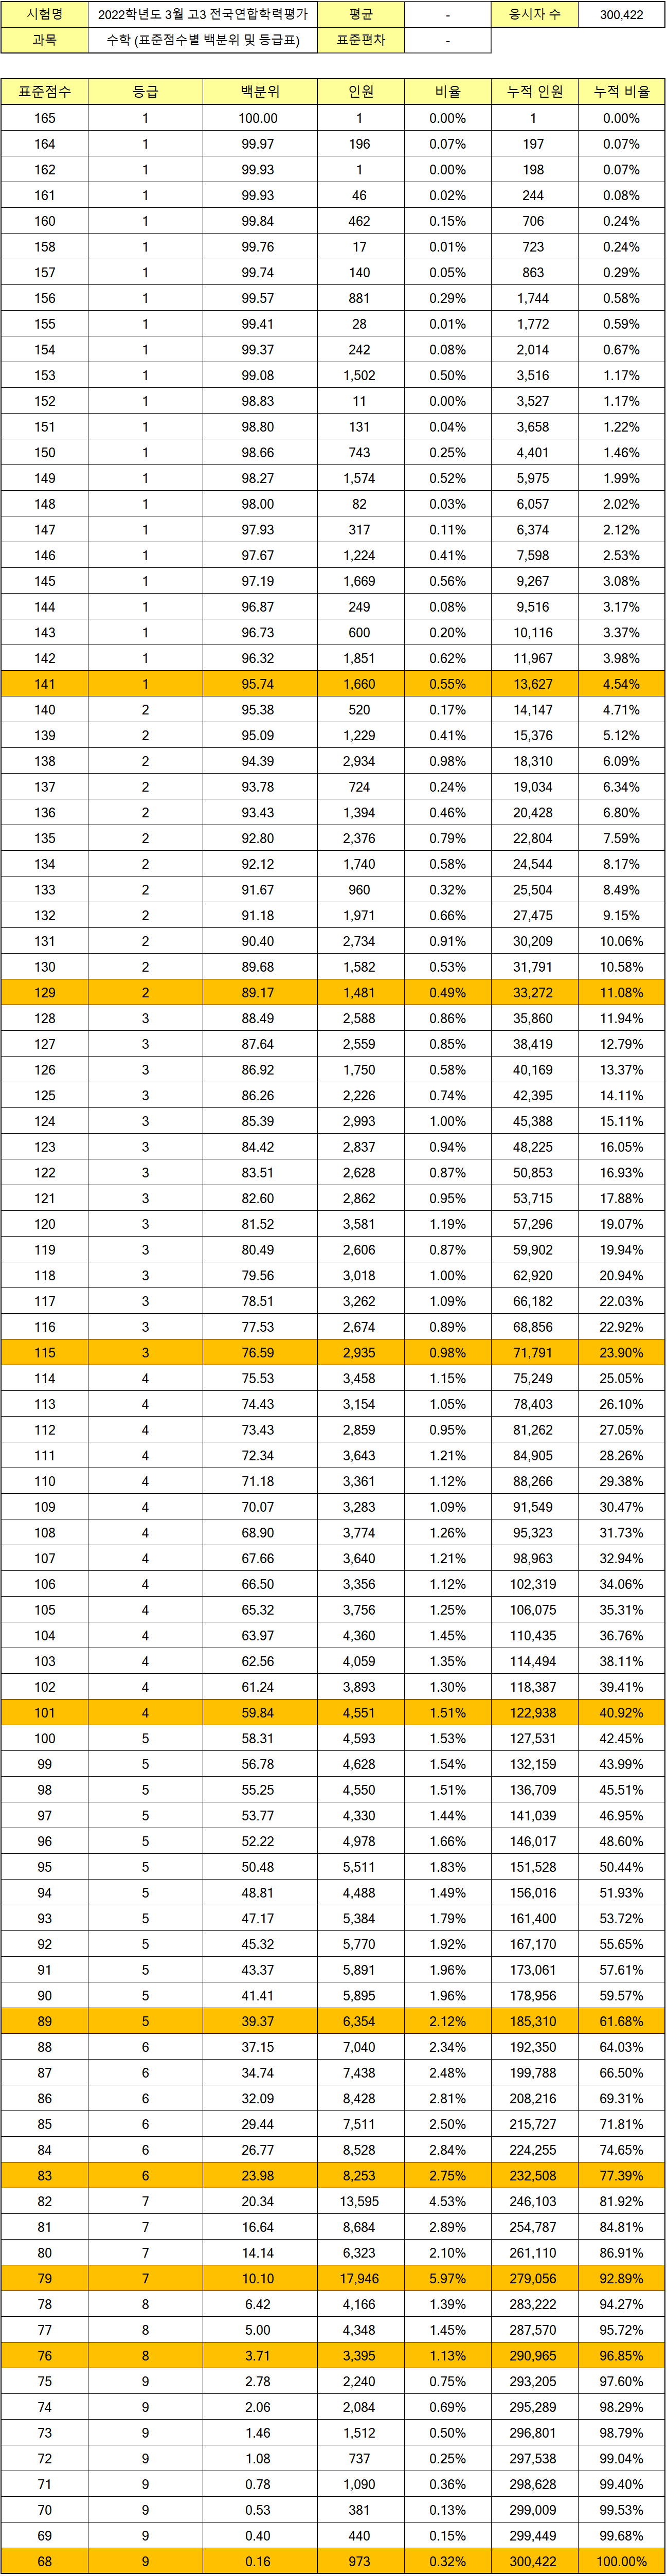 시험명 2022학년도 3월 고3 전국연합학력평가 평균 - 응시자 수 300,422
과목 수학 (표준점수별 백분위 및 등급표) 표준편차 -
표준점수 등급 백분위 인원 비율 누적 인원 누적 비율
165 1 100.00 1 0.00% 1 0.00%
164 1 99.97 196 0.07% 197 0.07%
162 1 99.93 1 0.00% 198 0.07%
161 1 99.93 46 0.02% 244 0.08%
160 1 99.84 462 0.15% 706 0.24%
158 1 99.76 17 0.01% 723 0.24%
157 1 99.74 140 0.05% 863 0.29%
156 1 99.57 881 0.29% 1,744 0.58%
155 1 99.41 28 0.01% 1,772 0.59%
154 1 99.37 242 0.08% 2,014 0.67%
153 1 99.08 1,502 0.50% 3,516 1.17%
152 1 98.83 11 0.00% 3,527 1.17%
151 1 98.80 131 0.04% 3,658 1.22%
150 1 98.66 743 0.25% 4,401 1.46%
149 1 98.27 1,574 0.52% 5,975 1.99%
148 1 98.00 82 0.03% 6,057 2.02%
147 1 97.93 317 0.11% 6,374 2.12%
146 1 97.67 1,224 0.41% 7,598 2.53%
145 1 97.19 1,669 0.56% 9,267 3.08%
144 1 96.87 249 0.08% 9,516 3.17%
143 1 96.73 600 0.20% 10,116 3.37%
142 1 96.32 1,851 0.62% 11,967 3.98%
141 1 95.74 1,660 0.55% 13,627 4.54%
140 2 95.38 520 0.17% 14,147 4.71%
139 2 95.09 1,229 0.41% 15,376 5.12%
138 2 94.39 2,934 0.98% 18,310 6.09%
137 2 93.78 724 0.24% 19,034 6.34%
136 2 93.43 1,394 0.46% 20,428 6.80%
135 2 92.80 2,376 0.79% 22,804 7.59%
134 2 92.12 1,740 0.58% 24,544 8.17%
133 2 91.67 960 0.32% 25,504 8.49%
132 2 91.18 1,971 0.66% 27,475 9.15%
131 2 90.40 2,734 0.91% 30,209 10.06%
130 2 89.68 1,582 0.53% 31,791 10.58%
129 2 89.17 1,481 0.49% 33,272 11.08%
128 3 88.49 2,588 0.86% 35,860 11.94%
127 3 87.64 2,559 0.85% 38,419 12.79%
126 3 86.92 1,750 0.58% 40,169 13.37%
125 3 86.26 2,226 0.74% 42,395 14.11%
124 3 85.39 2,993 1.00% 45,388 15.11%
123 3 84.42 2,837 0.94% 48,225 16.05%
122 3 83.51 2,628 0.87% 50,853 16.93%
121 3 82.60 2,862 0.95% 53,715 17.88%
120 3 81.52 3,581 1.19% 57,296 19.07%
119 3 80.49 2,606 0.87% 59,902 19.94%
118 3 79.56 3,018 1.00% 62,920 20.94%
117 3 78.51 3,262 1.09% 66,182 22.03%
116 3 77.53 2,674 0.89% 68,856 22.92%
115 3 76.59 2,935 0.98% 71,791 23.90%
114 4 75.53 3,458 1.15% 75,249 25.05%
113 4 74.43 3,154 1.05% 78,403 26.10%
112 4 73.43 2,859 0.95% 81,262 27.05%
111 4 72.34 3,643 1.21% 84,905 28.26%
110 4 71.18 3,361 1.12% 88,266 29.38%
109 4 70.07 3,283 1.09% 91,549 30.47%
108 4 68.90 3,774 1.26% 95,323 31.73%
107 4 67.66 3,640 1.21% 98,963 32.94%
106 4 66.50 3,356 1.12% 102,319 34.06%
105 4 65.32 3,756 1.25% 106,075 35.31%
104 4 63.97 4,360 1.45% 110,435 36.76%
103 4 62.56 4,059 1.35% 114,494 38.11%
102 4 61.24 3,893 1.30% 118,387 39.41%
101 4 59.84 4,551 1.51% 122,938 40.92%
100 5 58.31 4,593 1.53% 127,531 42.45%
99 5 56.78 4,628 1.54% 132,159 43.99%
98 5 55.25 4,550 1.51% 136,709 45.51%
97 5 53.77 4,330 1.44% 141,039 46.95%
96 5 52.22 4,978 1.66% 146,017 48.60%
95 5 50.48 5,511 1.83% 151,528 50.44%
94 5 48.81 4,488 1.49% 156,016 51.93%
93 5 47.17 5,384 1.79% 161,400 53.72%
92 5 45.32 5,770 1.92% 167,170 55.65%
91 5 43.37 5,891 1.96% 173,061 57.61%
90 5 41.41 5,895 1.96% 178,956 59.57%
89 5 39.37 6,354 2.12% 185,310 61.68%
88 6 37.15 7,040 2.34% 192,350 64.03%
87 6 34.74 7,438 2.48% 199,788 66.50%
86 6 32.09 8,428 2.81% 208,216 69.31%
85 6 29.44 7,511 2.50% 215,727 71.81%
84 6 26.77 8,528 2.84% 224,255 74.65%
83 6 23.98 8,253 2.75% 232,508 77.39%
82 7 20.34 13,595 4.53% 246,103 81.92%
81 7 16.64 8,684 2.89% 254,787 84.81%
80 7 14.14 6,323 2.10% 261,110 86.91%
79 7 10.10 17,946 5.97% 279,056 92.89%
78 8 6.42 4,166 1.39% 283,222 94.27%
77 8 5.00 4,348 1.45% 287,570 95.72%
76 8 3.71 3,395 1.13% 290,965 96.85%
75 9 2.78 2,240 0.75% 293,205 97.60%
74 9 2.06 2,084 0.69% 295,289 98.29%
73 9 1.46 1,512 0.50% 296,801 98.79%
72 9 1.08 737 0.25% 297,538 99.04%
71 9 0.78 1,090 0.36% 298,628 99.40%
70 9 0.53 381 0.13% 299,009 99.53%
69 9 0.40 440 0.15% 299,449 99.68%
68 9 0.16 973 0.32% 300,422 100.00%